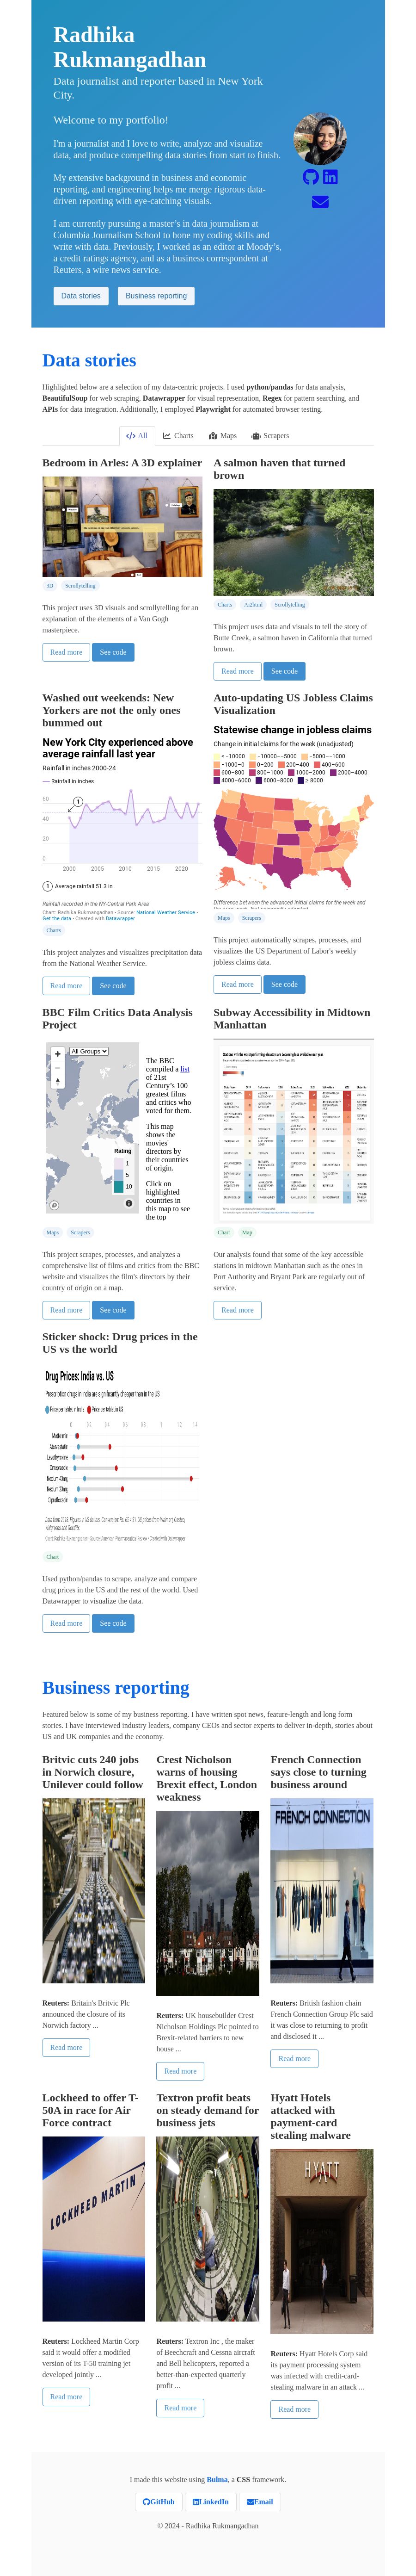 Radhika
Rukmangadhan
Data journalist and reporter based in New York
City.
Welcome to my portfolio!
I'm a journalist and I love to write, analyze and visualize
data, and produce compelling data stories from start to finish.
My extensive background in business and economic
reporting, and engineering helps me merge rigorous data-
driven reporting with eye-catching visuals.
I am currently pursuing a master’s in data journalism at
Columbia Journalism School to hone my coding skills and
write with data. Previously, I worked as an editor at Moody’s,
a credit ratings agency, and as a business correspondent at
Reuters, a wire news service.
Data stories
Business reporting
Data stories
Highlighted below are a selection of my data-centric projects. I used python/pandas for data analysis,
BeautifulSoup for web scraping, Datawrapper for visual representation, Regex for pattern searching, and
APIs for data integration. Additionally, I employed Playwright for automated browser testing.
All
Charts
Maps
Scrapers
Bedroom in Arles: A 3D explainer
3D
Scrollytelling
This project uses 3D visuals and scrollytelling for an
explanation of the elements of a Van Gogh
masterpiece.
Read more
See code
A salmon haven that turned
brown
Charts
Ai2html
Scrollytelling
This project uses data and visuals to tell the story of
Butte Creek, a salmon haven in California that turned
brown.
Read more
See code
Washed out weekends: New
Yorkers are not the only ones
bummed out
New York City experienced above
average rainfall last year
Rainfall in inches 2000-24
Rainfall in inches
60
40
20
0
1
2000
2005
2010
2015
2020
1 Average rainfall 51.3 in
Rainfall recorded in the NY-Central Park Area
Chart: Radhika Rukmangadhan • Source: National Weather Service •
Get the data • Created with Datawrapper
Charts
This project analyzes and visualizes precipitation data
from the National Weather Service.
Read more
See code
Auto-updating US Jobless Claims
Visualization
Statewise change in jobless claims
Change in initial claims for the week (unadjusted)
< −10000
−10000–−5000
−5000–−1000
−1000–0
0–200
200–400
400–600
600–800
800–1000
1000–2000
2000–4000
4000–6000
6000–8000
≥ 8000
Difference between the advanced initial claims for the week and
Maps
Scrapers
This project automatically scrapes, processes, and
visualizes the US Department of Labor's weekly
jobless claims data.
Read more
See code
BBC Film Critics Data Analysis
Project
All Groups
The BBC
compiled a list
of 21st
Century's 100
greatest films
and critics who
voted for them.
This map
shows the
movies'
directors by
their countries
of origin.
Click on
highlighted
countries in
this map to see
the top
Rating
1
5
10
Maps
Scrapers
This project scrapes, processes, and analyzes a
comprehensive list of films and critics from the BBC
website and visualizes the film's directors by their
country of origin on a map.
Read more
See code
Subway Accessibility in Midtown
Manhattan
Chart
Map
Our analysis found that some of the key accessible
stations in midtown Manhattan such as the ones in
Port Authority and Bryant Park are regularly out of
service.
Read more
Sticker shock: Drug prices in the
US vs the world
Drug Prices: India vs. US
Prescription drugs in India are significantly cheaper than in the US
Price per tablet in India
Price per tablet in US
0
0.2
0.4
0.6
0.8
1
1.2
1.4
Metformin
Atorvastatin
Levothyroxine
Omeprazole
Ciprofloxacin
Chart
Used python/pandas to scrape, analyze and compare
drug prices in the US and the rest of the world. Used
Datawrapper to visualize the data.
Read more
See code
Business reporting
Featured below is some of my business reporting. I have written spot news, feature-length and long form
stories. I have interviewed industry leaders, company CEOs and sector experts to deliver in-depth, stories about
US and UK companies and the economy.
Britvic cuts 240 jobs
in Norwich closure,
Unilever could follow
Reuters: Britain's Britvic Plc
announced the closure of its
Norwich factory ...
Read more
Crest Nicholson
warns of housing
Brexit effect, London
weakness
Reuters: UK housebuilder Crest
Nicholson Holdings Plc pointed to
Brexit-related barriers to new
house ...
Read more
French Connection
says close to turning
business around
FRENCH CONNECTION
Reuters: British fashion chain
French Connection Group Plc said
it was close to returning to profit
and disclosed it ...
Read more
Lockheed to offer T-
50A in race for Air
Force contract
LOCKHEED MARTIN
Reuters: Lockheed Martin Corp
said it would offer a modified
version of its T-50 training jet
developed jointly ...
Read more
Textron profit beats
on steady demand for
business jets
Reuters: Textron Inc , the maker
of Beechcraft and Cessna aircraft
and Bell helicopters, reported a
better-than-expected quarterly
profit ...
Read more
Hyatt Hotels
attacked with
payment-card
stealing malware
HYATT
Reuters: Hyatt Hotels Corp said
its payment processing system
was infected with credit-card-
stealing malware in an attack ...
Read more
I made this website using Bulma, a CSS framework.
GitHub
LinkedIn
Email
© 2024 - Radhika Rukmangadhan